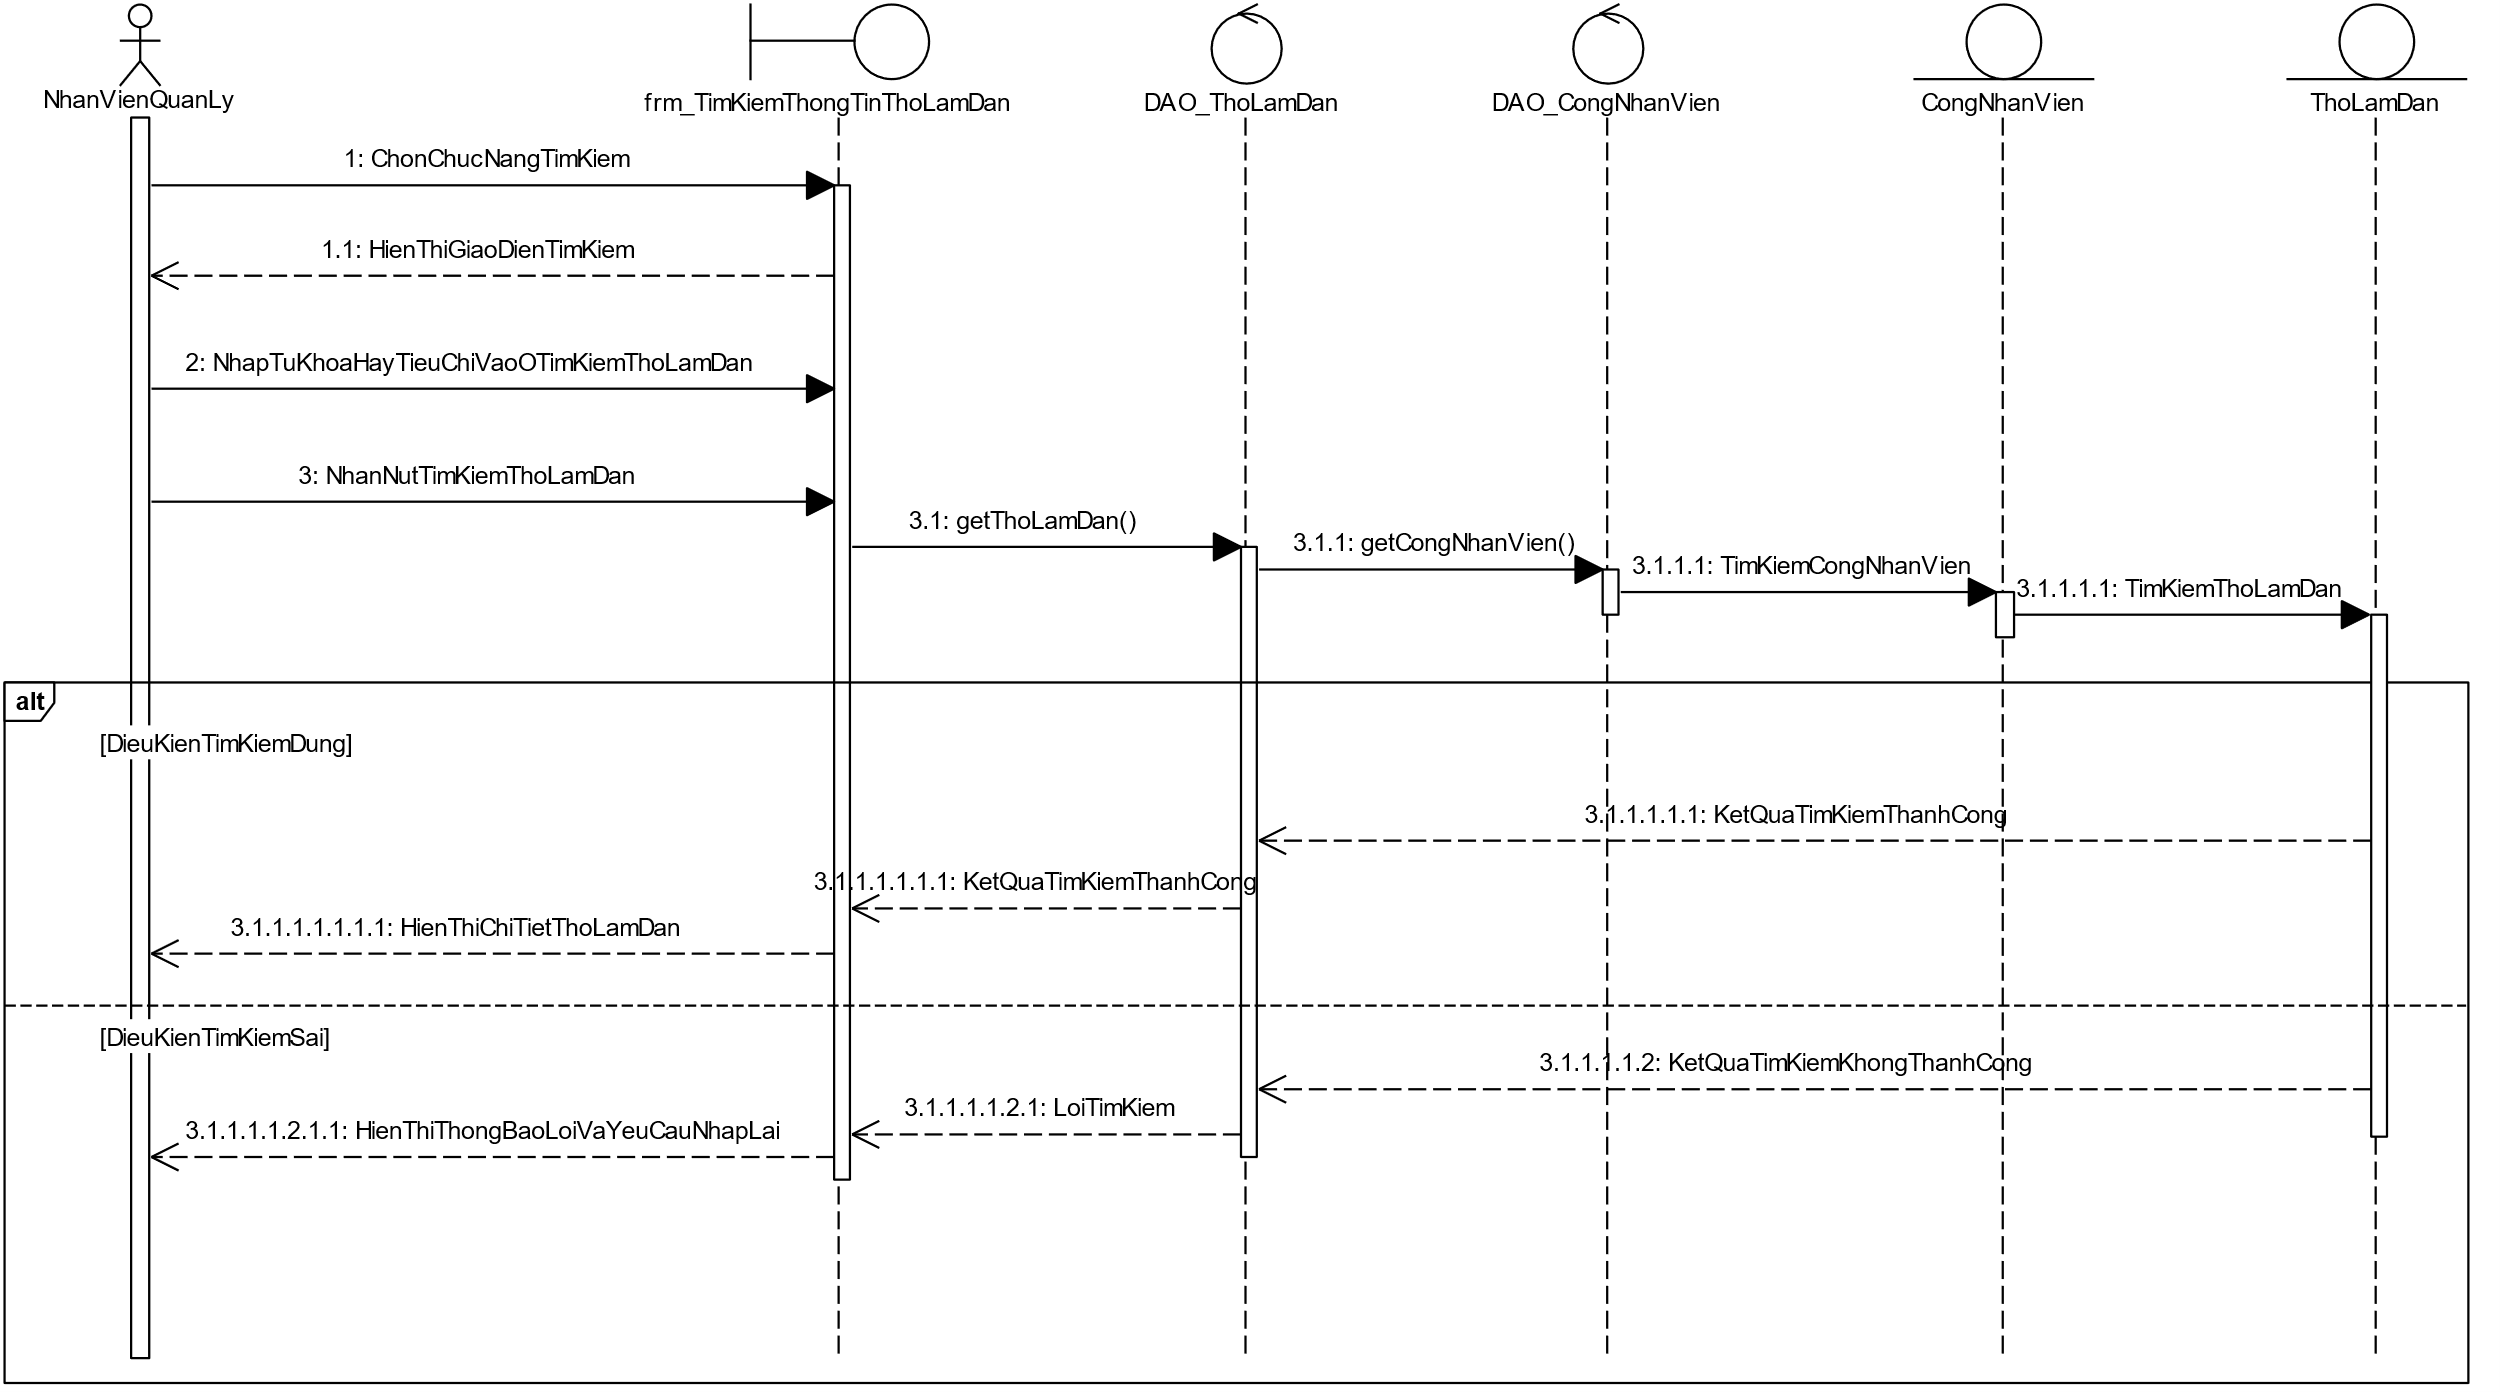 NhanVienQuanLy
frm_TimKiemThongTinThoLamDan
DAO_ThoLamDan
DAO_CongNhanVien
CongNhanVien
ThoLamDan
1: ChonChucNangTimKiem
1.1: HienThiGiaoDienTimKiem
2: NhapTuKhoaHayTieuChiVaoOTimKiemThoLamDan
3: NhanNutTimKiemThoLamDan
3.1: getThoLamDan()
3.1.1: getCongNhanVien()
3.1.1.1: TimKiemCongNhanVien
3.1.1.1.1: TimKiemThoLamDan
alt
[DieuKienTimKiemDung]
3.1.1.1.1.1: KetQuaTimKiemThanhCong
3.1.1.1.1.1.1: KetQuaTimKiemThanhCong
3.1.1.1.1.1.1.1: HienThiChiTietThoLamDan
[DieuKienTimKiemSai]
3.1.1.1.1.2: KetQuaTimKiemKhongThanhCong
3.1.1.1.1.2.1: LoiTimKiem
3.1.1.1.1.2.1.1: HienThiThongBaoLoiVaYeuCauNhapLai